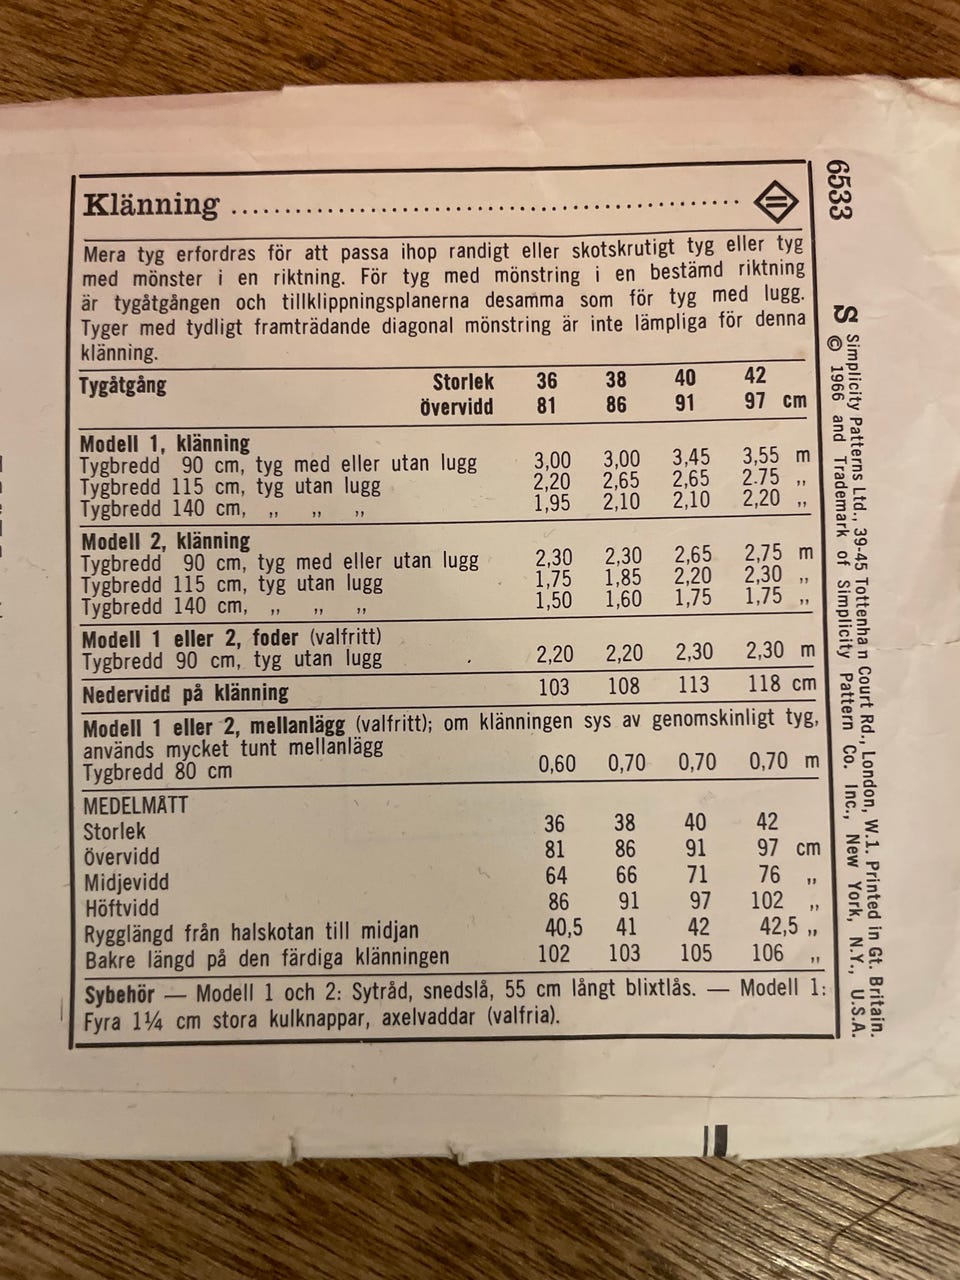 Klänning
Mera tyg erfordras för att passa ihop randigt eller skotskrutigt tyg eller tyg
med mönster i en riktning. För tyg med mönstring i en bestämd riktning
är tygåtgången och tillklippningsplanerna desamma som för tyg med lugg.
Tyger med tydligt framträdande diagonal mönstring är inte lämpliga för denna
klänning.
Tygåtgång Storlek 36 38 40 42
övervidd 81 86 91 97 cm
Modell 1, klänning
Tygbredd 90 cm, tyg med eller utan lugg 3,00 3,00 3,45 3,55 m
Tygbredd 115 cm, tyg utan lugg 2,20 2,65 2,65 2.75 ,,
Tygbredd 140 cm, ,, ,, ,, 1,95 2,10 2,10 2,20 ,,
Modell 2, klänning
Tygbredd 90 cm, tyg med eller utan lugg 2,30 2,30 2,65 2,75 m
Tygbredd 115 cm, tyg utan lugg 1,75 1,85 2,20 2,30 ,,
Tygbredd 140 cm, ,, ,, ,, 1,50 1,60 1,75 1,75 ,,
Modell 1 eller 2, foder (valfritt)
Tygbredd 90 cm, tyg utan lugg 2,20 2,20 2,30 2,30 m
Nedervidd på klänning 103 108 113 118 cm
Modell 1 eller 2, mellanlägg (valfritt); om klänningen sys av genomskinligt tyg,
används mycket tunt mellanlägg
Tygbredd 80 cm 0,60 0,70 0,70 0,70 m
MEDELMÅTT
Storlek 36 38 40 42
övervidd 81 86 91 97 cm
Midjevidd 64 66 71 76 ,,
Höftvidd 86 91 97 102 ,,
Rygglängd från halskotan till midjan 40,5 41 42 42,5 ,,
Bakre längd på den färdiga klänningen 102 103 105 106 ,,
Sybehör — Modell 1 och 2: Sytråd, snedslå, 55 cm långt blixtlås. — Modell 1:
Fyra 1¼ cm stora kulknappar, axelvaddar (valfria).
6533
S Simplicity Patterns Ltd., 39-45 Tottenham Court Rd., London, W.1. Printed in Gt. Britain.
© 1966 and Trademark of Simplicity Pattern Co. Inc., New York, N.Y., U.S.A.